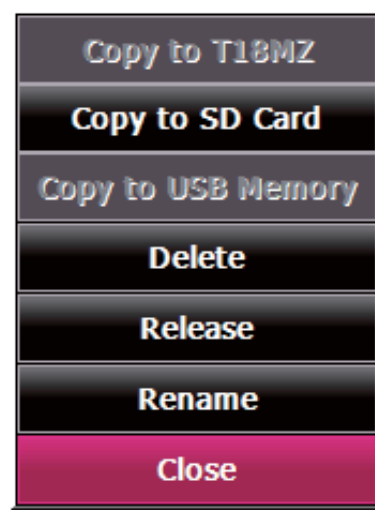 Copy to T18MZ
Copy to SD Card
Copy to USB Memory
Delete
Release
Rename
Close